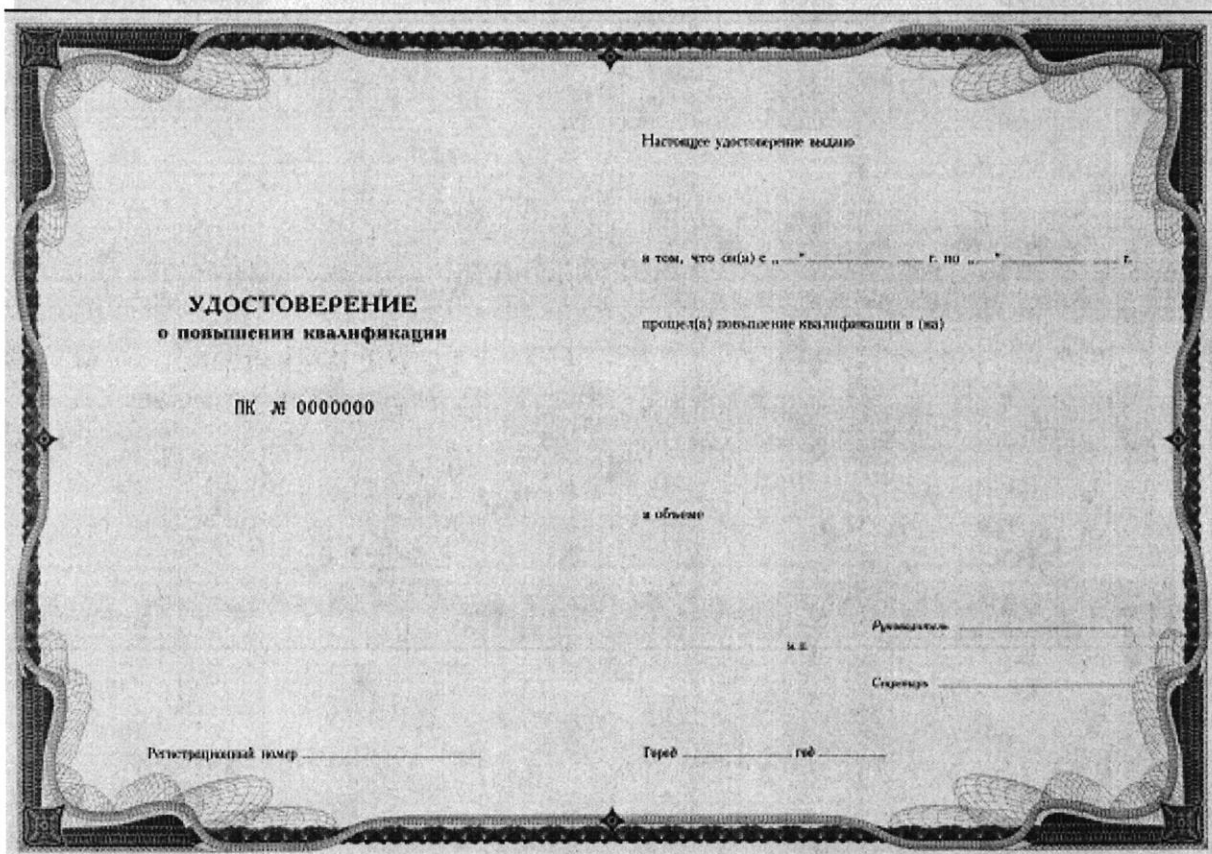 УДОСТОВЕРЕНИЕ
о повышении квалификации
ПК № 0000000
Регистрационный номер
Настоящее удостоверение выдано
в том, что он(а) с „ “ г. по „ “ г.
прошел(а) повышение квалификации в (на)
в объеме
Руководитель
М.П.
Секретарь
Город год